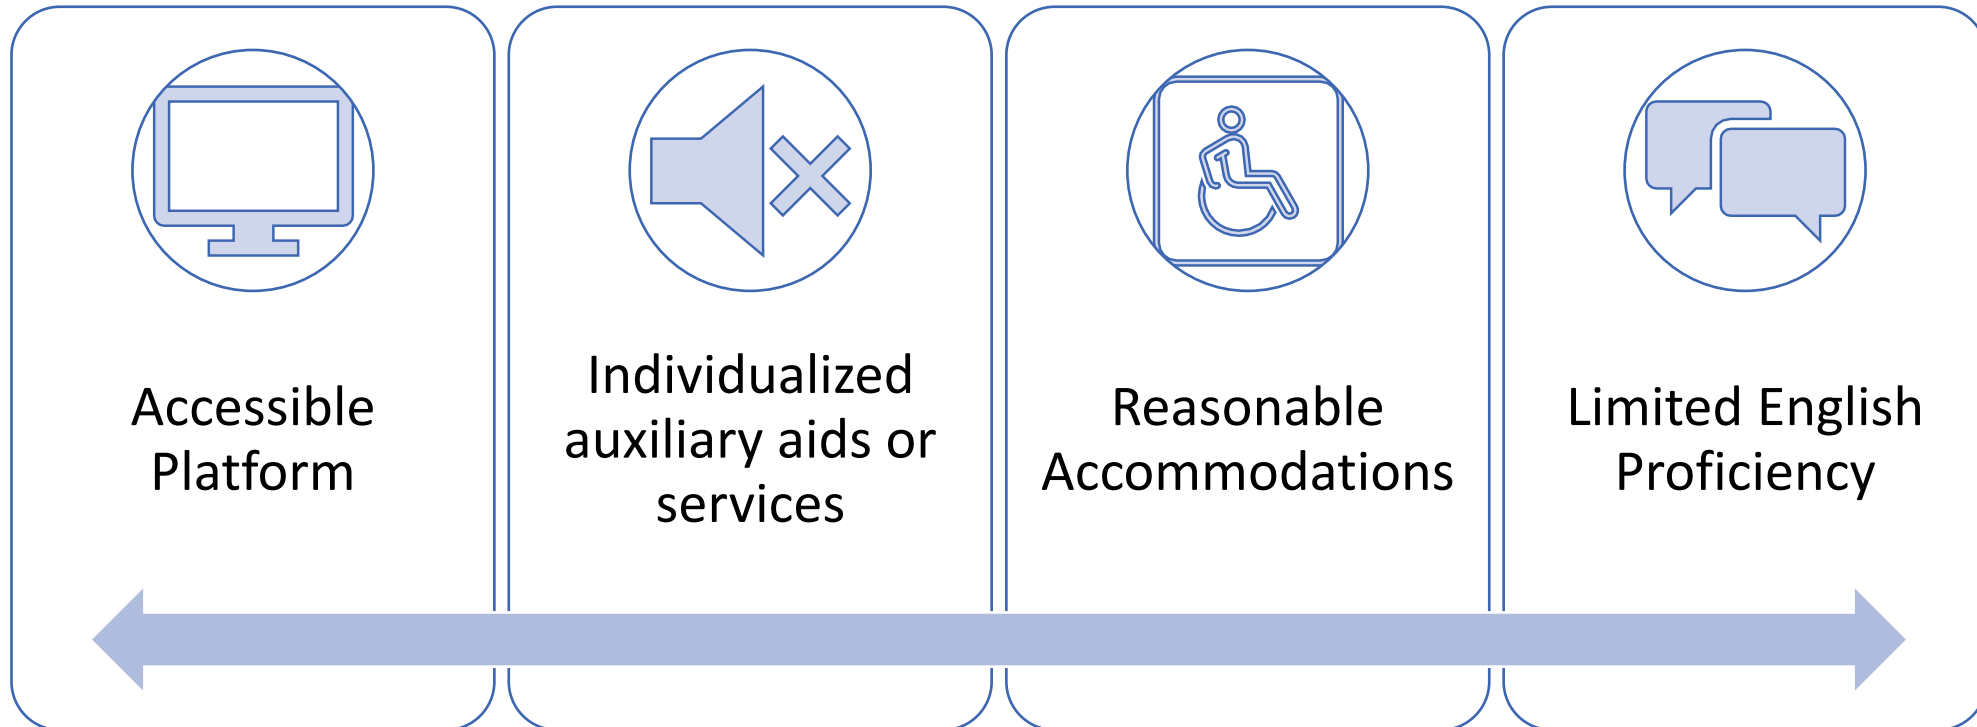 Accessible
Platform
Individualized
auxiliary aids or
services
Reasonable
Accommodations
Limited English
Proficiency